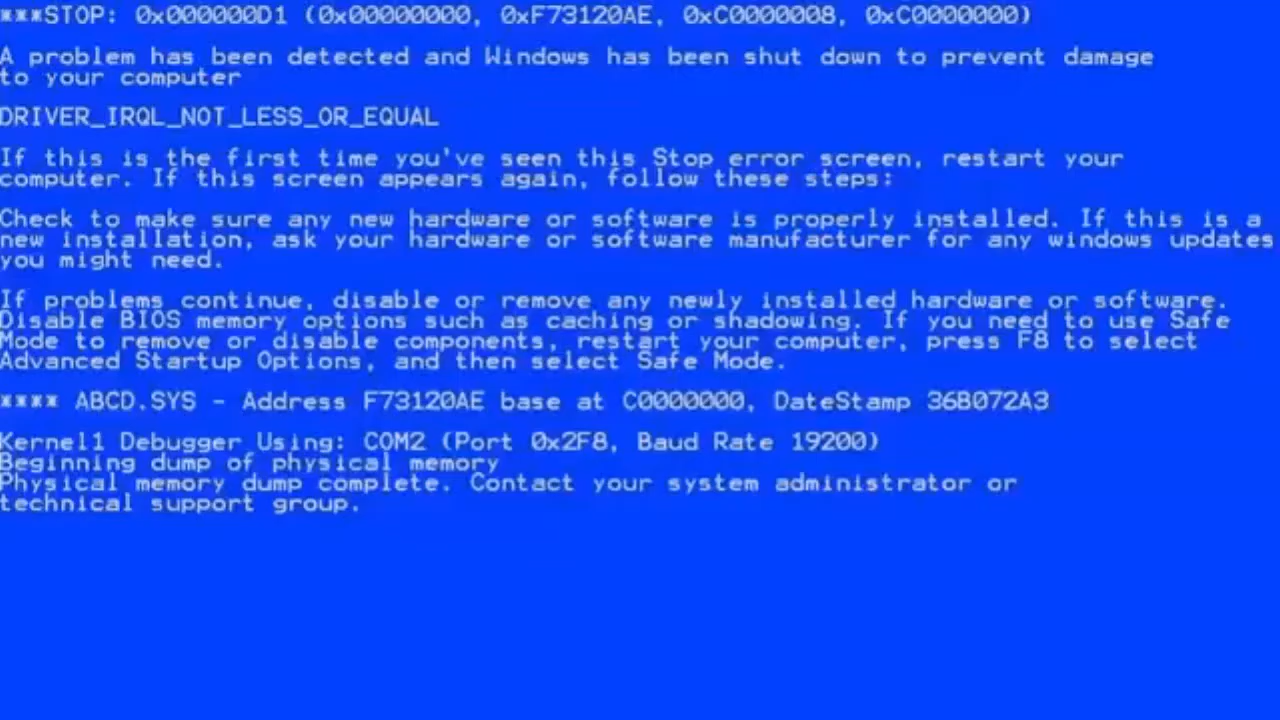 ***STOP: 0x000000D1 (0x00000000, 0xF73120AE, 0xC0000008, 0xC0000000)
A problem has been detected and Windows has been shut down to prevent damage
to your computer
DRIVER_IRQL_NOT_LESS_OR_EQUAL
If this is the first time you've seen this Stop error screen, restart your
computer. If this screen appears again, follow these steps:
Check to make sure any new hardware or software is properly installed. If this is a
new installation, ask your hardware or software manufacturer for any windows updates
you might need.
If problems continue, disable or remove any newly installed hardware or software.
Disable BIOS memory options such as caching or shadowing. If you need to use Safe
Mode to remove or disable components, restart your computer, press F8 to select
Advanced Startup Options, and then select Safe Mode.
**** ABCD.SYS - Address F73120AE base at C0000000, DateStamp 36B072A3
Kernel1 Debugger Using: COM2 (Port 0x2F8, Baud Rate 19200)
Beginning dump of physical memory
Physical memory dump complete. Contact your system administrator or
technical support group.